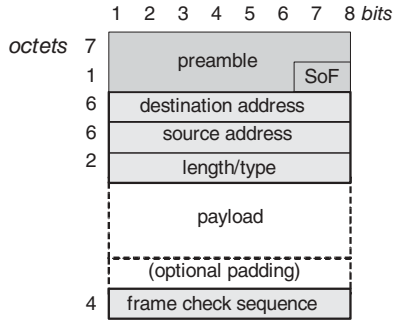 1 2 3 4 5 6 7 8 bits
octets 7
preamble
1 SoF
6 destination address
6 source address
2 length/type
payload
(optional padding)
4 frame check sequence